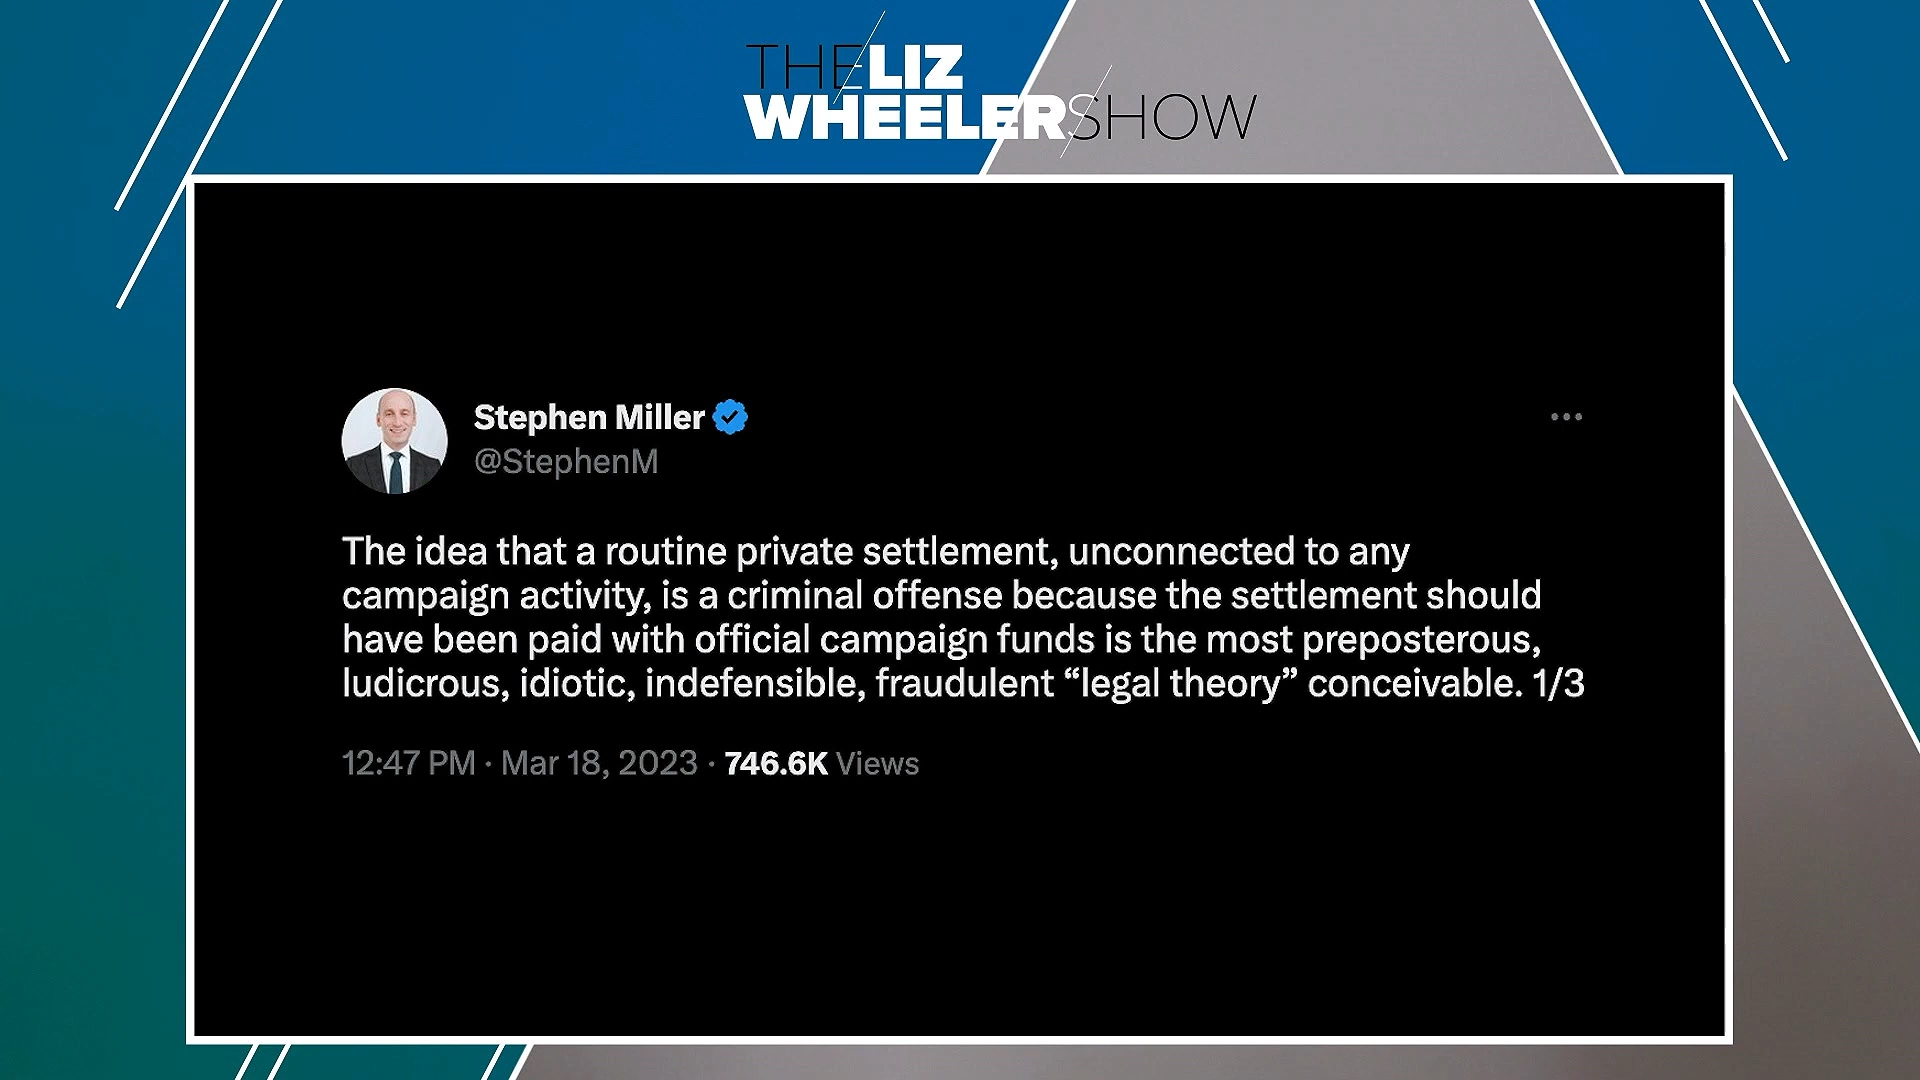 THE LIZ
WHEELER SHOW
Stephen Miller
@StephenM
The idea that a routine private settlement, unconnected to any
campaign activity, is a criminal offense because the settlement should
have been paid with official campaign funds is the most preposterous,
ludicrous, idiotic, indefensible, fraudulent “legal theory” conceivable. 1/3
12:47 PM · Mar 18, 2023 · 746.6K Views